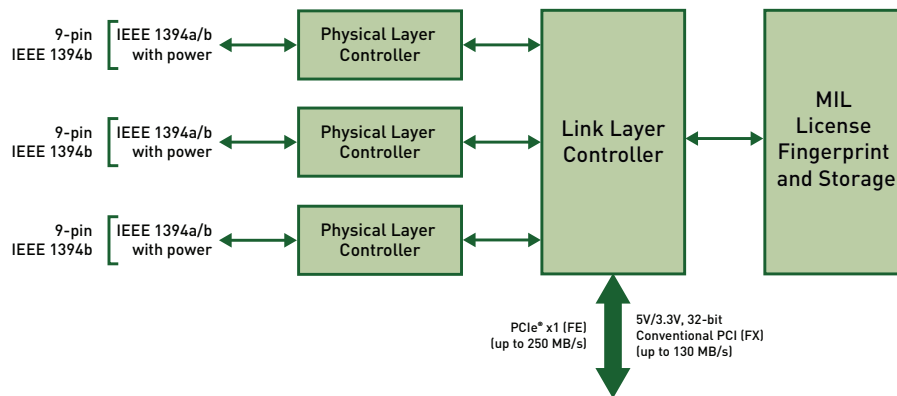 9-pin
IEEE 1394b
IEEE 1394a/b
with power
Physical Layer
Controller
9-pin
IEEE 1394b
IEEE 1394a/b
with power
Physical Layer
Controller
9-pin
IEEE 1394b
IEEE 1394a/b
with power
Physical Layer
Controller
Link Layer
Controller
MIL
License
Fingerprint
and Storage
PCIe® x1 (FE)
(up to 250 MB/s)
5V/3.3V, 32-bit
Conventional PCI (FX)
(up to 130 MB/s)